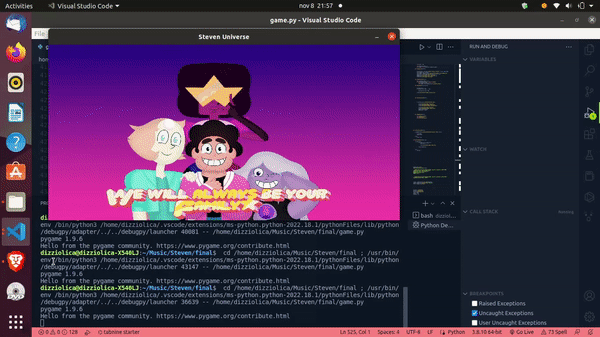 Activities
Visual Studio Code
nov 8 21:57
game.py - Visual Studio Code
Steven Universe
RUN AND DEBUG
VARIABLES
WATCH
CALL STACK
WE WILL ALWAYS BE YOUR
FAMILY
bash
Python De...
env /bin/python3 /home/dizziolica/.vscode/extensions/ms-python.python-2022.18.1/pythonFiles/lib/python
/debugpy/adapter/../../debugpy/launcher 40081 -- /home/dizziolica/Music/Steven/final/game.py
pygame 1.9.6
Hello from the pygame community. https://www.pygame.org/contribute.html
dizziolica@dizziolica-X540LJ:~/Music/Steven/final$ cd /home/dizziolica/Music/Steven/final ; /usr/bin/
env /bin/python3 /home/dizziolica/.vscode/extensions/ms-python.python-2022.18.1/pythonFiles/lib/python
/debugpy/adapter/../../debugpy/launcher 43147 -- /home/dizziolica/Music/Steven/final/game.py
pygame 1.9.6
Hello from the pygame community. https://www.pygame.org/contribute.html
dizziolica@dizziolica-X540LJ:~/Music/Steven/final$ cd /home/dizziolica/Music/Steven/final ; /usr/bin/
env /bin/python3 /home/dizziolica/.vscode/extensions/ms-python.python-2022.18.1/pythonFiles/lib/python
/debugpy/adapter/../../debugpy/launcher 36639 -- /home/dizziolica/Music/Steven/final/game.py
pygame 1.9.6
Hello from the pygame community. https://www.pygame.org/contribute.html
BREAKPOINTS
Raised Exceptions
Uncaught Exceptions
User Uncaught Exceptions
0 0 128
tabnine starter
Ln 525, Col 1
Spaces: 4
UTF-8
LF
Python
3.8.10 64-bit
Go Live
73 Spell